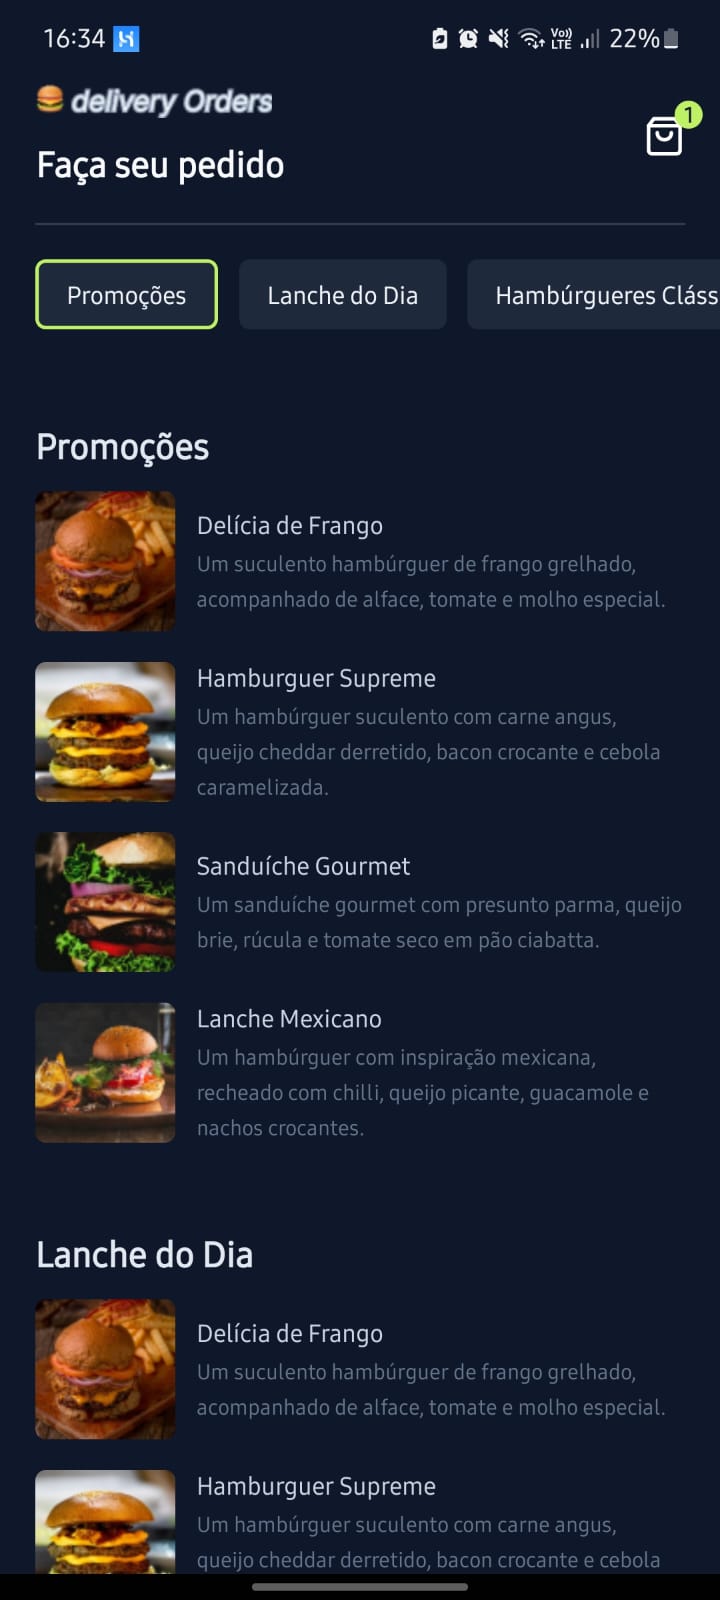 16:34
Vo))
LTE
22%
delivery Orders
1
Faça seu pedido
Promoções
Lanche do Dia
Hambúrgueres Cláss
Promoções
Delícia de Frango
Um suculento hambúrguer de frango grelhado,
acompanhado de alface, tomate e molho especial.
Hamburguer Supreme
Um hambúrguer suculento com carne angus,
queijo cheddar derretido, bacon crocante e cebola
caramelizada.
Sanduíche Gourmet
Um sanduíche gourmet com presunto parma, queijo
brie, rúcula e tomate seco em pão ciabatta.
Lanche Mexicano
Um hambúrguer com inspiração mexicana,
recheado com chilli, queijo picante, guacamole e
nachos crocantes.
Lanche do Dia
Delícia de Frango
Um suculento hambúrguer de frango grelhado,
acompanhado de alface, tomate e molho especial.
Hamburguer Supreme
Um hambúrguer suculento com carne angus,
queijo cheddar derretido, bacon crocante e cebola